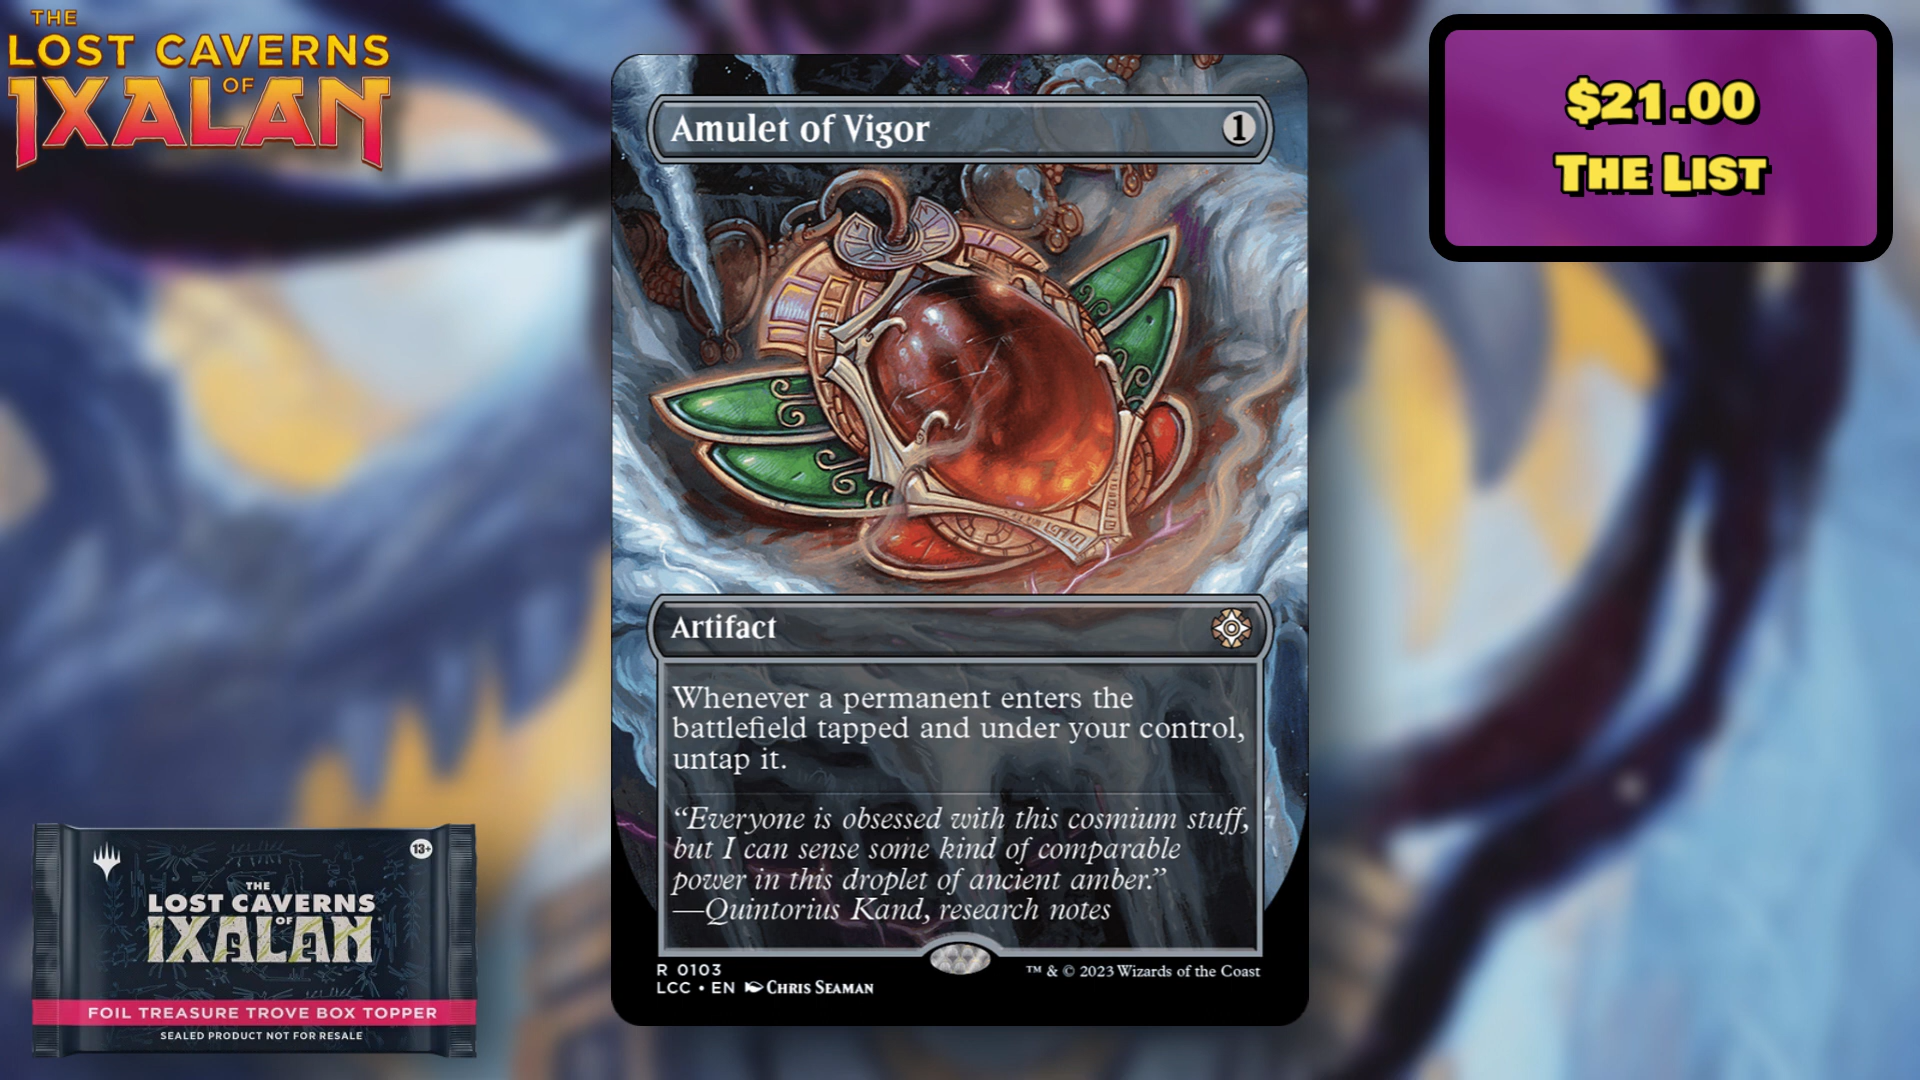 THE
LOST CAVERNS
OF
IXALAN
$21.00
THE LIST
Amulet of Vigor
1
Artifact
Whenever a permanent enters the
battlefield tapped and under your control,
untap it.
“Everyone is obsessed with this cosmium stuff,
but I can sense some kind of comparable
power in this droplet of ancient amber.”
—Quintorius Kand, research notes
R 0103
LCC • EN CHRIS SEAMAN
™ & © 2023 Wizards of the Coast
13+
THE
LOST CAVERNS
OF
IXALAN
FOIL TREASURE TROVE BOX TOPPER
SEALED PRODUCT NOT FOR RESALE